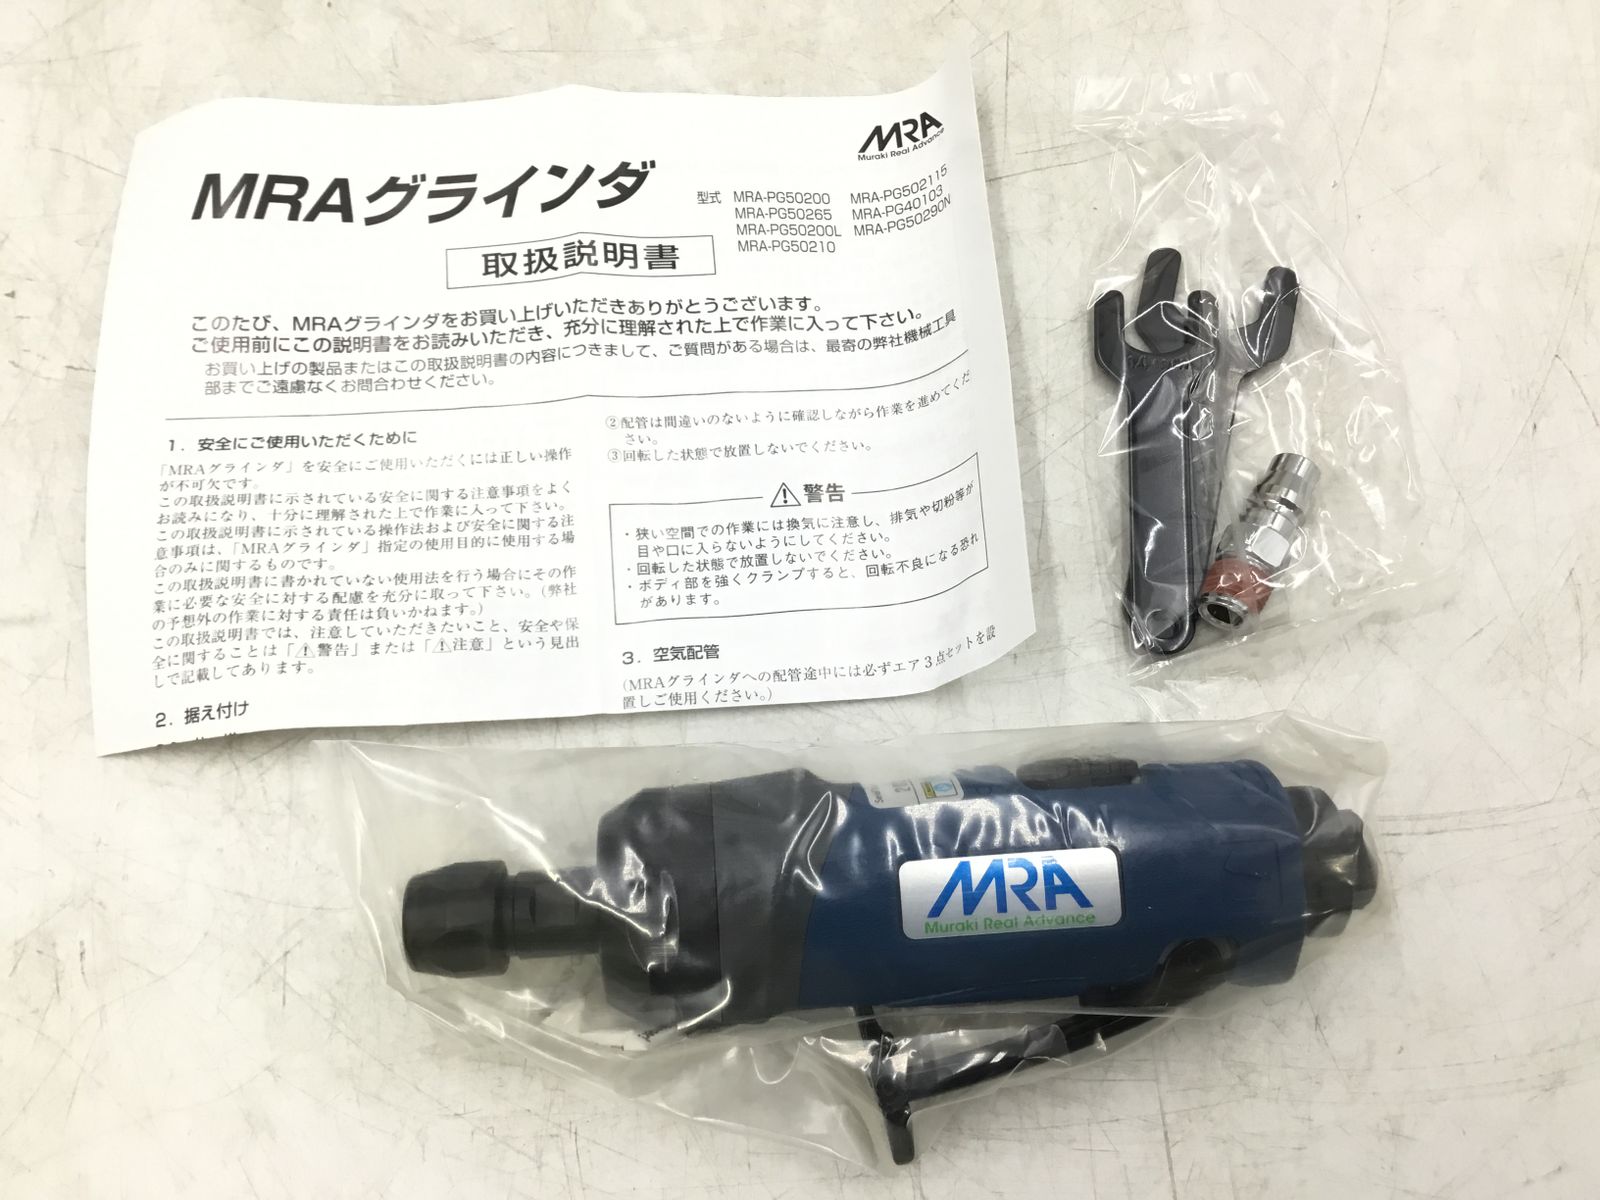 MRA
Muraki Real Advance
MRAグラインダ
取扱説明書
型式 MRA-PG50200 MRA-PG502115
MRA-PG50265 MRA-PG40103
MRA-PG50200L MRA-PG50290N
MRA-PG50210
このたび、MRAグラインダをお買い上げいただきありがとうございます。
ご使用前にこの説明書をお読みいただき、充分に理解された上で作業に入って下さい。
お買い上げの製品またはこの取扱説明書の内容につきまして、ご質問がある場合は、最寄の弊社機械工具
部までご遠慮なくお問合わせください。
1．安全にご使用いただくために
「MRAグラインダ」を安全にご使用いただくには正しい操作
が不可欠です。
この取扱説明書に示されている安全に関する注意事項をよく
お読みになり、十分に理解された上で作業に入って下さい。
この取扱説明書に示されている操作法および安全に関する注
意事項は、「MRAグラインダ」指定の使用目的に使用する場
合のみに関するものです。
この取扱説明書に書かれていない使用法を行う場合にその作
業に必要な安全に対する配慮を充分に取って下さい。(弊社
の予想外の作業に対する責任は負いかねます。)
この取扱説明書では、注意していただきたいこと、安全や保
全に関することは「⚠警告」または「⚠注意」という見出
しで記載してあります。
2．据え付け
②配管は間違いのないように確認しながら作業を進めてくだ
さい。
③回転した状態で放置しないでください。
⚠警告
・狭い空間での作業には換気に注意し、排気や切粉等が
目や口に入らないようにしてください。
・回転した状態で放置しないでください。
・ボディ部を強くクランプすると、回転不良になる恐れ
があります。
3．空気配管
(MRAグラインダへの配管途中には必ずエア3点セットを設
置しご使用ください。)
MRA
Muraki Real Advance